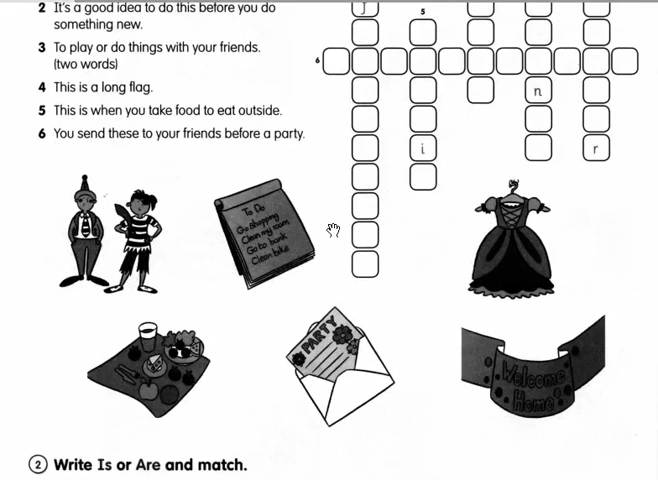 2 It's a good idea to do this before you do
something new.
3 To play or do things with your friends.
(two words)
4 This is a long flag.
5 This is when you take food to eat outside.
6 You send these to your friends before a party.
5
6
n
i
r
To Do
Go shopping
Clean my room
Go to bank
Clean bike
PARTY
Welcome
Home
2 Write Is or Are and match.